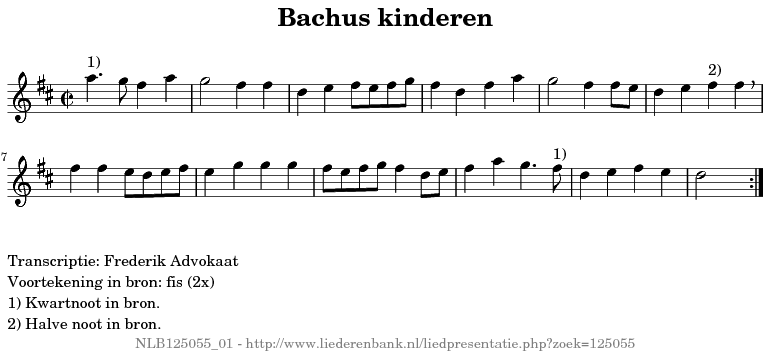 Bachus kinderen
1)
2)
7
1)
Transcriptie: Frederik Advokaat
Voortekening in bron: fis (2x)
1) Kwartnoot in bron.
2) Halve noot in bron.
NLB125055_01 - http://www.liederenbank.nl/liedpresentatie.php?zoek=125055